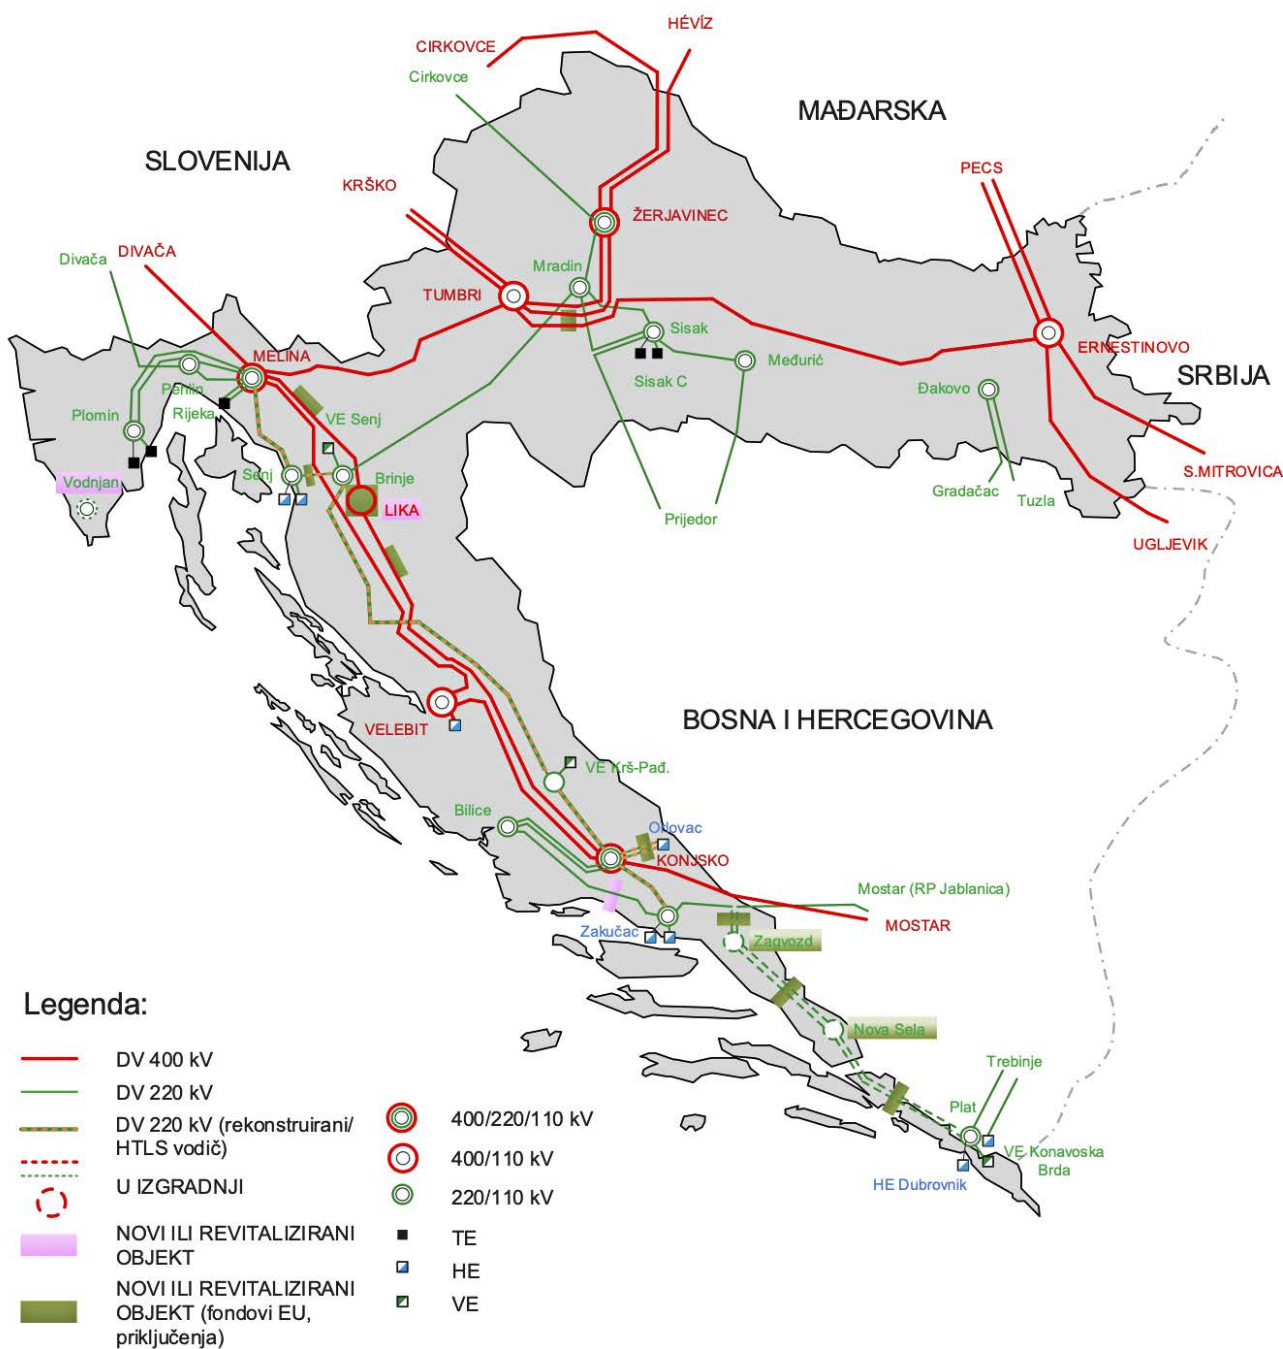 HÉVÍZ
CIRKOVCE
Cirkovce
MAĐARSKA
SLOVENIJA
KRŠKO
PECS
ŽERJAVINEC
DIVAČA
Divača
Mraclin
TUMBRI
Sisak
ERNESTINOVO
MELINA
Međurić
SRBIJA
Pehlin
Sisak C
Đakovo
Rijeka
Plomin
VE Senj
Senj
Brinje
S.MITROVICA
Vodnjan
Gradačac
Tuzla
LIKA
Prijedor
UGLJEVIK
BOSNA I HERCEGOVINA
VELEBIT
VE Krš-Pađ.
Bilice
Orlovac
KONJSKO
Mostar (RP Jablanica)
MOSTAR
Zakučac
Zagvozd
Nova Sela
Trebinje
Plat
VE Konavoska
Brda
HE Dubrovnik
Legenda:
DV 400 kV
DV 220 kV
DV 220 kV (rekonstruirani/
HTLS vodič)
U IZGRADNJI
NOVI ILI REVITALIZIRANI
OBJEKT
NOVI ILI REVITALIZIRANI
OBJEKT (fondovi EU,
priključenja)
400/220/110 kV
400/110 kV
220/110 kV
TE
HE
VE